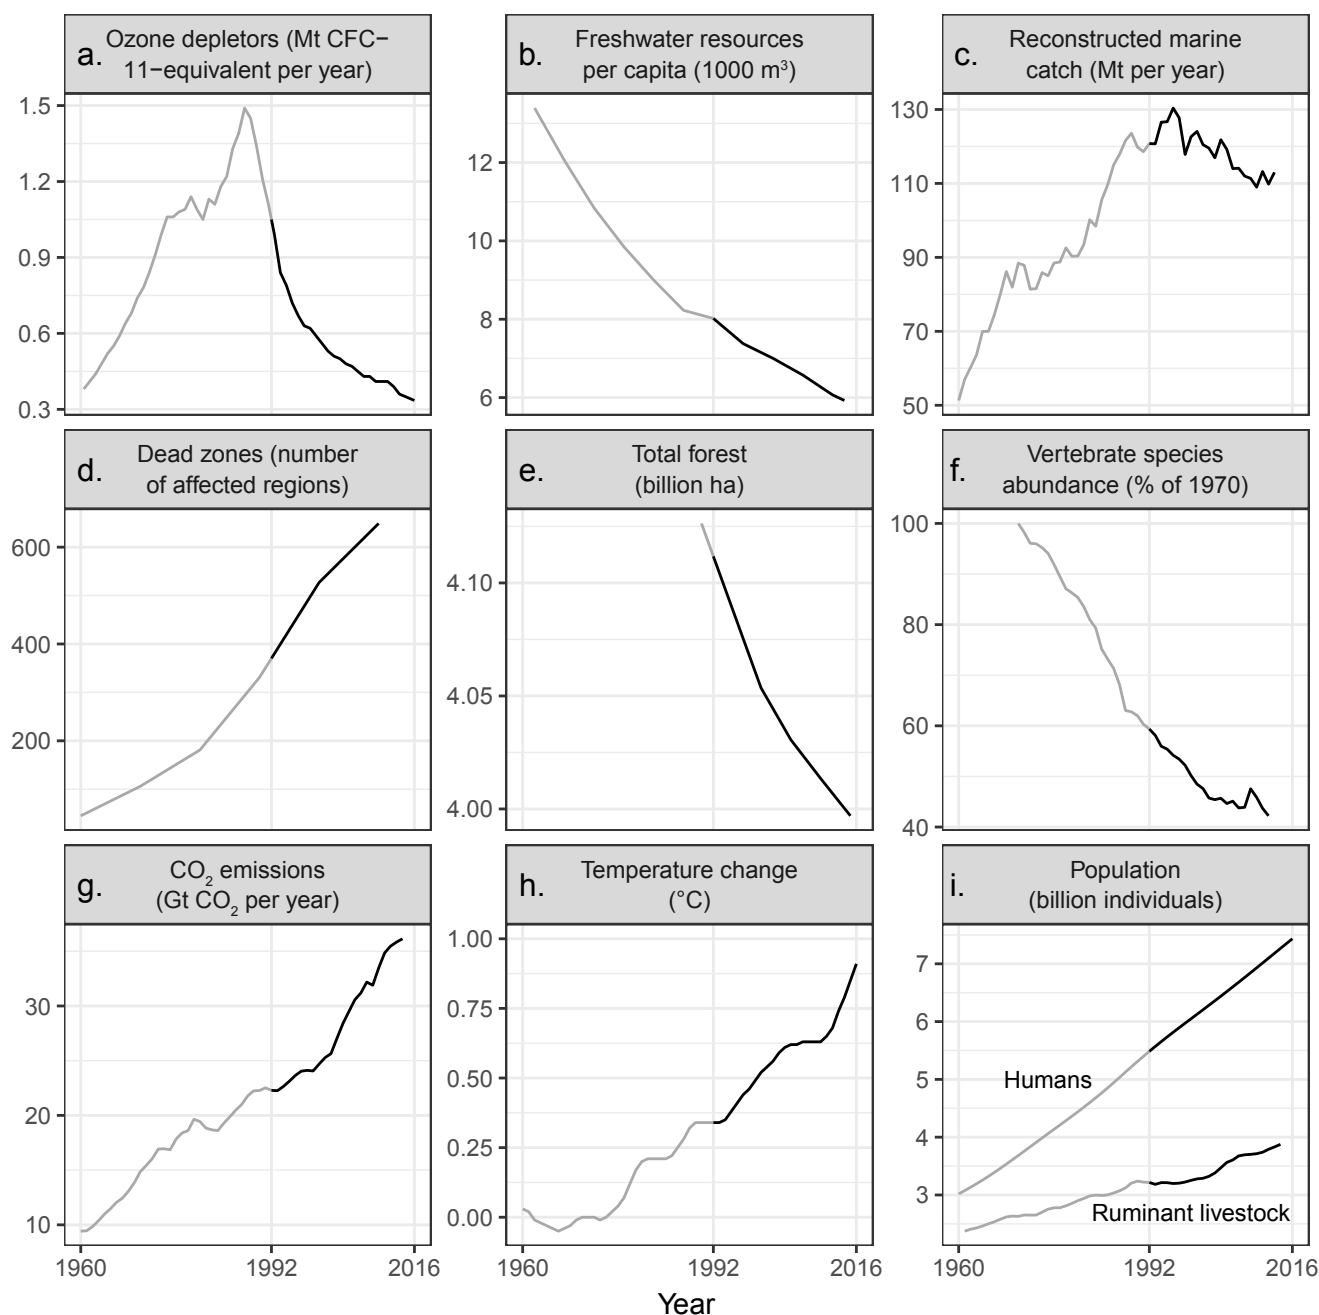 a. Ozone depletors (Mt CFC−
11−equivalent per year)
b. Freshwater resources
per capita (1000 m³)
c. Reconstructed marine
catch (Mt per year)
1.5
1.2
0.9
0.6
0.3
12
10
8
6
130
110
90
70
50
d. Dead zones (number
of affected regions)
e. Total forest
(billion ha)
f. Vertebrate species
abundance (% of 1970)
600
400
200
4.10
4.05
4.00
100
80
60
40
g. CO₂ emissions
(Gt CO₂ per year)
h. Temperature change
(°C)
i. Population
(billion individuals)
30
20
10
1.00
0.75
0.50
0.25
0.00
7
6
5
4
3
Humans
Ruminant livestock
1960 1992 2016
1960 1992 2016
1960 1992 2016
Year